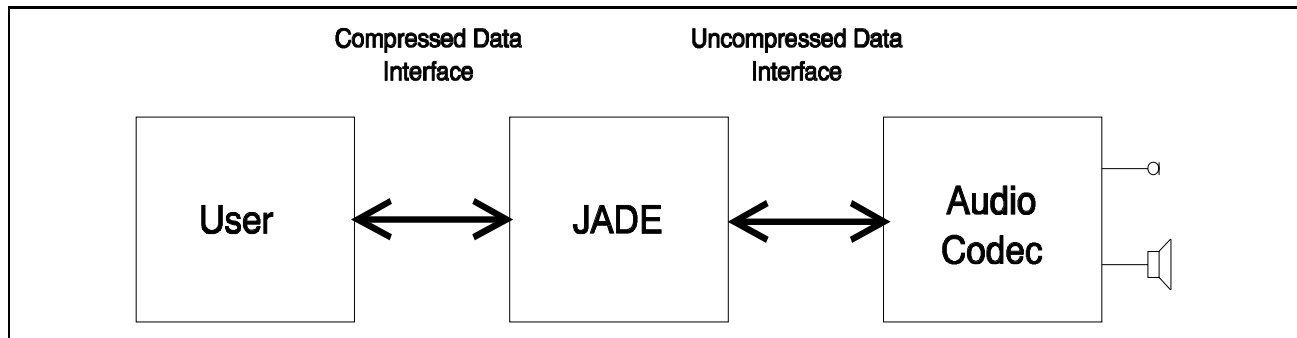 Compressed Data
Interface
Uncompressed Data
Interface
User
JADE
Audio
Codec